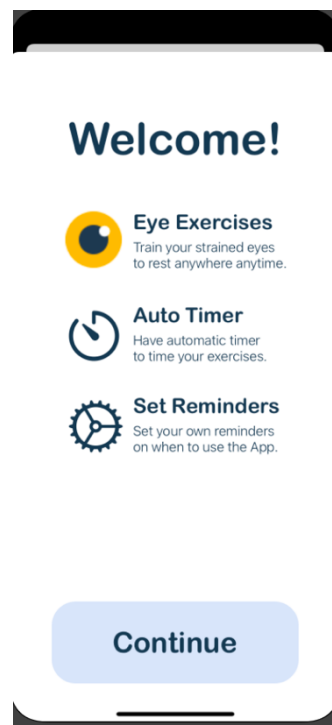 Welcome!
Eye Exercises
Train your strained eyes
to rest anywhere anytime.
Auto Timer
Have automatic timer
to time your exercises.
Set Reminders
Set your own reminders
on when to use the App.
Continue